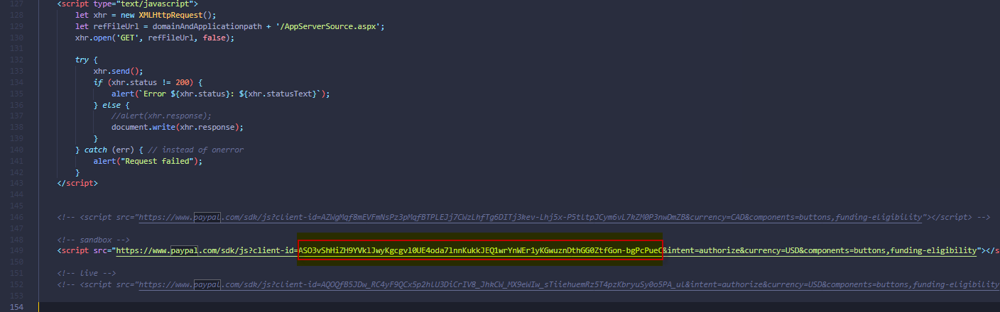 127 <script type="text/javascript">
128 let xhr = new XMLHttpRequest();
129 let refFileUrl = domainAndApplicationpath + '/AppServerSource.aspx';
130 xhr.open('GET', refFileUrl, false);
131
132 try {
133 xhr.send();
134 if (xhr.status != 200) {
135 alert(`Error ${xhr.status}: ${xhr.statusText}`);
136 } else {
137 //alert(xhr.response);
138 document.write(xhr.response);
139 }
140 } catch (err) { // instead of onerror
141 alert("Request failed");
142 }
143 </script>
144
145
146 <!-- <script src="https://www.paypal.com/sdk/js?client-id=AZWgMqf8mEVFmNsPz3pMqfBTPLEJj7CWzLhfTg6DITj3kev-Lhj5x-P5tltpJCym6vL7kZM0P3nwDmZB&currency=CAD&components=buttons,funding-eligibility"></script> -->
147
148 <!-- sandbox -->
149 <script src="https://www.paypal.com/sdk/js?client-id=ASO3vShHiZH9YVklJwyKgcgvl0UE4oda7lnnKukkJEQ1wrYnWEr1yKGwuznDthGG0ZtfGon-bgPcPueC&intent=authorize&currency=USD&components=buttons,funding-eligibility"></s
150
151 <!-- live -->
152 <!-- <script src="https://www.paypal.com/sdk/js?client-id=AQOQfB5JDw_RC4yF9QCx5p2hlU3DiCrIV8_JhkCW_MX9eWIw_sTiiehuemRz5T4pzKbryuSy0o5PA_ul&intent=authorize&currency=USD&components=buttons,funding-eligibility
153
154